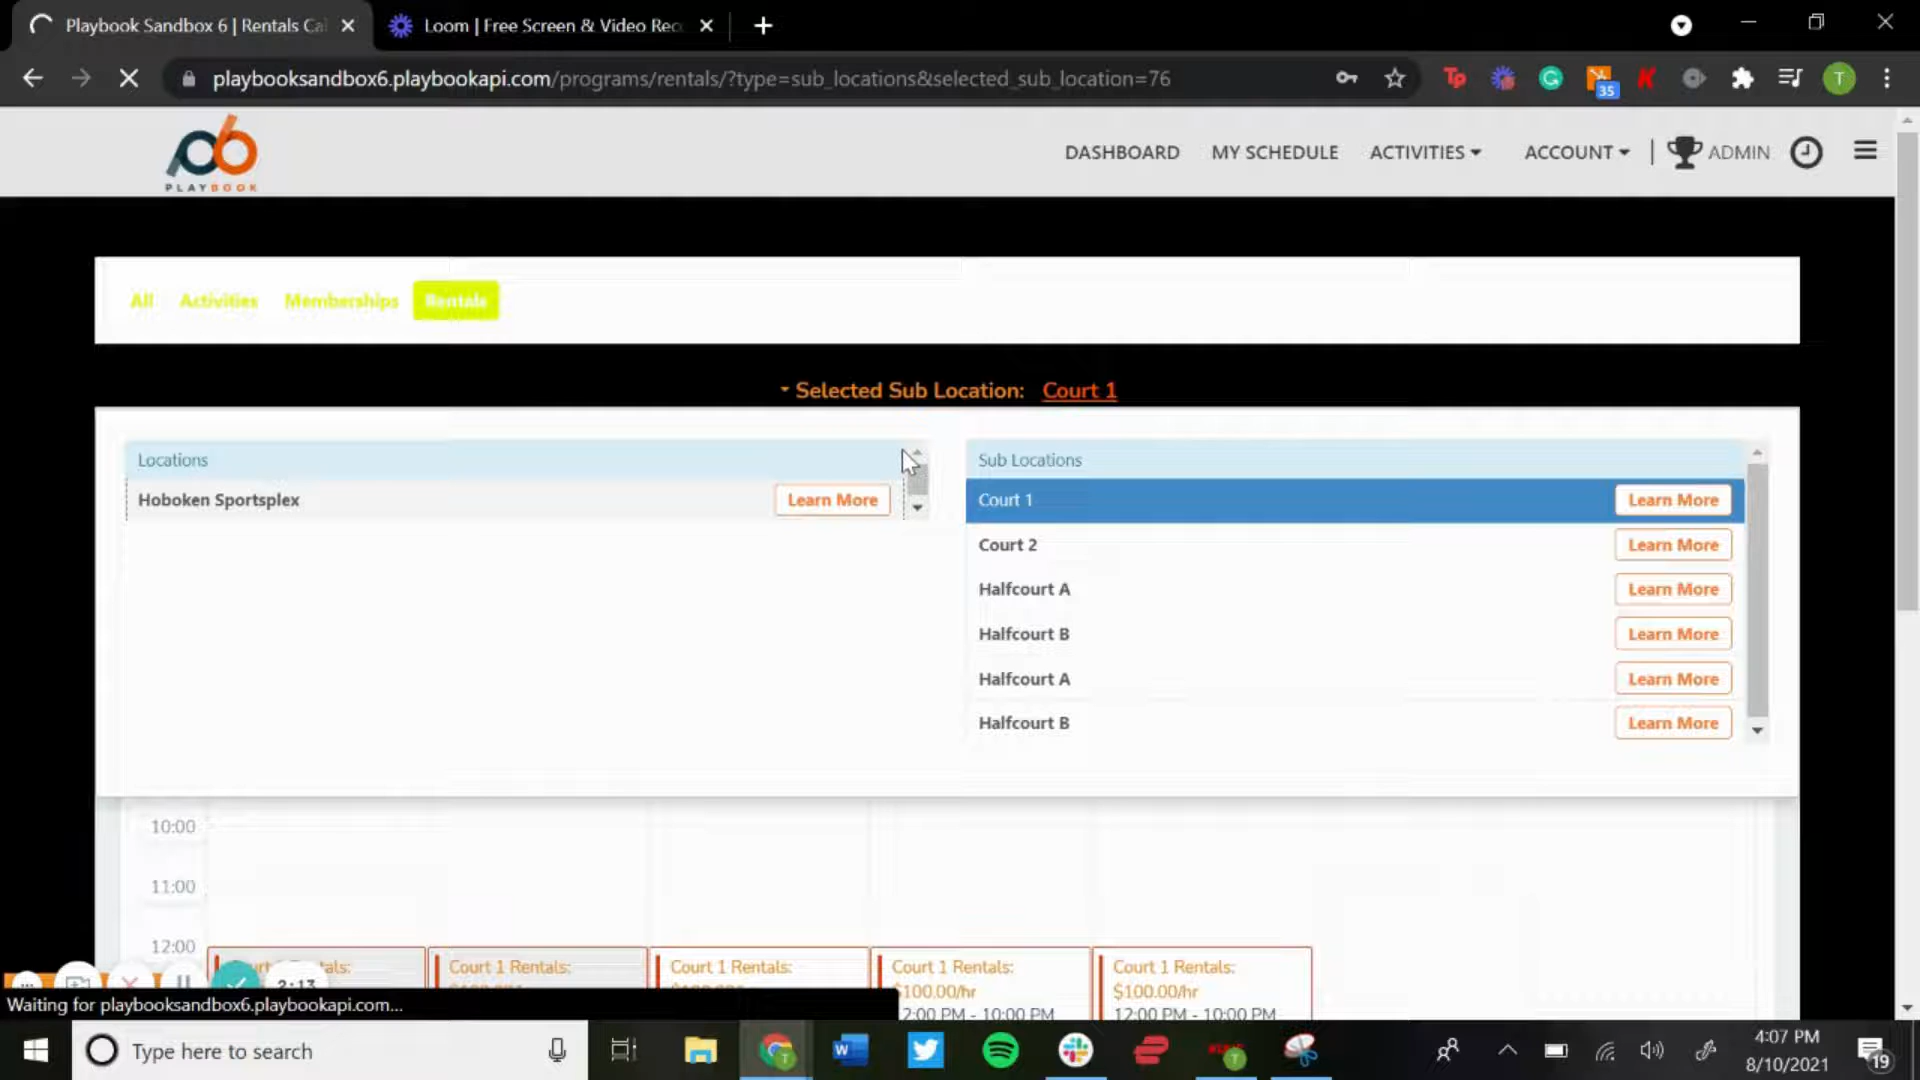 Playbook Sandbox 6 | Rentals Ca
Loom | Free Screen & Video Rec
playbooksandbox6.playbookapi.com/programs/rentals/?type=sub_locations&selected_sub_location=76
35
T
PLAYBOOK
DASHBOARD
MY SCHEDULE
ACTIVITIES
ACCOUNT
ADMIN
All
Activities
Memberships
Rentals
Selected Sub Location: Court 1
Locations
Hoboken Sportsplex
Learn More
Sub Locations
Court 1
Learn More
Court 2
Learn More
Halfcourt A
Learn More
Halfcourt B
Learn More
Halfcourt A
Learn More
Halfcourt B
Learn More
10:00
11:00
12:00
Court 1 Rentals:
Court 1 Rentals:
Court 1 Rentals:
$100.00/hr
2:00 PM - 10:00 PM
Court 1 Rentals:
$100.00/hr
12:00 PM - 10:00 PM
2:13
Waiting for playbooksandbox6.playbookapi.com...
Type here to search
4:07 PM
8/10/2021
19